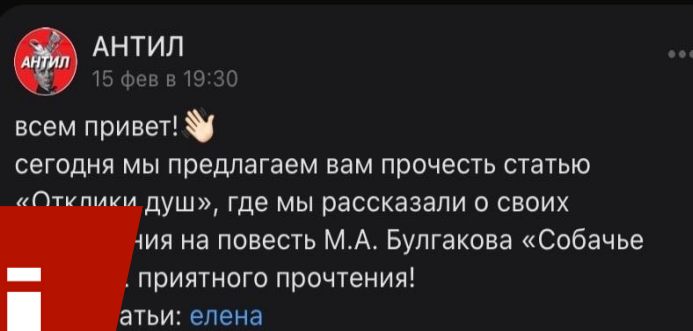 АНТИЛ
АНТИЛ
15 фев в 19:30
всем привет!👋🏻
сегодня мы предлагаем вам прочесть статью
«Отклики душ», где мы рассказали о своих
ния на повесть М.А. Булгакова «Собачье
. приятного прочтения!
i
атьи: елена